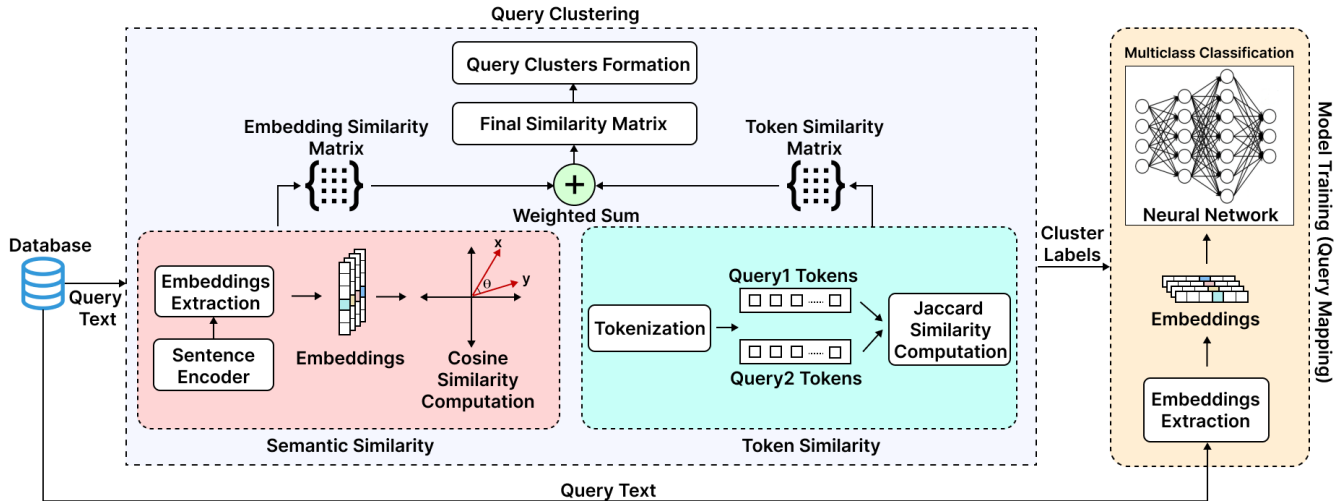 Query Clustering
Query Clusters Formation
Final Similarity Matrix
Embedding Similarity
Matrix
Token Similarity
Matrix
{ }
+
{ }
Weighted Sum
Database
Query
Text
Embeddings
Extraction
Sentence
Encoder
Embeddings
x
y
θ
Cosine
Similarity
Computation
Semantic Similarity
Tokenization
Query1 Tokens
......
Query2 Tokens
......
Jaccard
Similarity
Computation
Token Similarity
Cluster
Labels
Multiclass Classification
Neural Network
Embeddings
Embeddings
Extraction
Model Training (Query Mapping)
Query Text